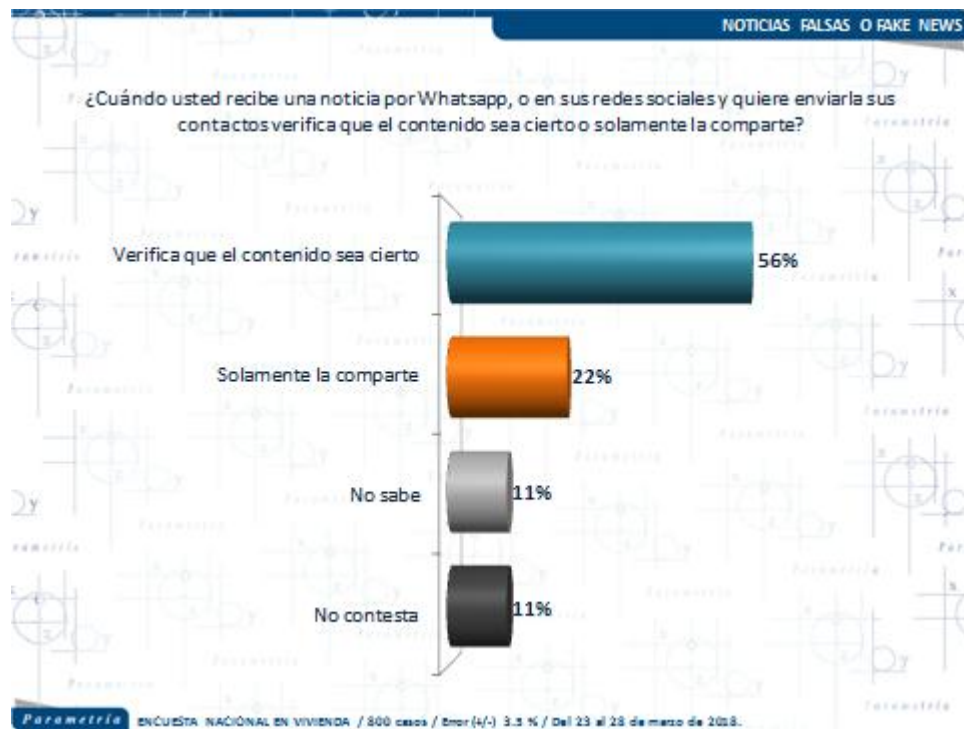 NOTICIAS FALSAS O FAKE NEWS
¿Cuándo usted recibe una noticia por Whatsapp, o en sus redes sociales y quiere enviarla sus
contactos verifica que el contenido sea cierto o solamente la comparte?
Verifica que el contenido sea cierto
56%
Solamente la comparte
22%
No sabe
11%
No contesta
11%
Parametría ENCUESTA NACIONAL EN VIVIENDA / 800 casos / Error (+/-) 3.5 % / Del 23 al 28 de marzo de 2018.